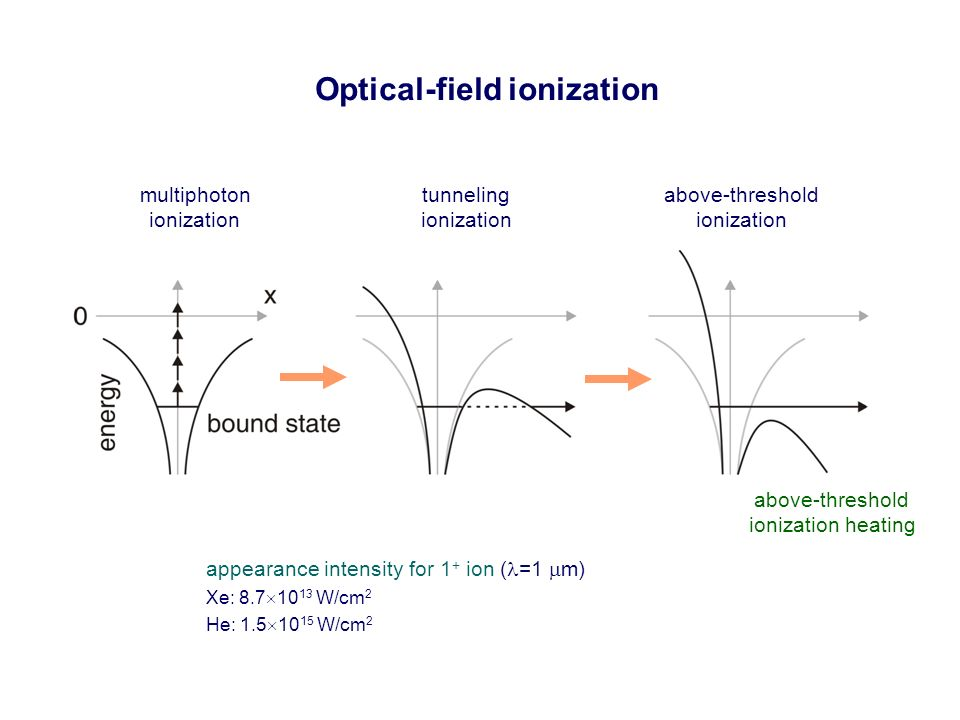 Optical-field ionization
multiphoton
ionization
tunneling
ionization
above-threshold
ionization
0
x
energy
bound state
above-threshold
ionization heating
appearance intensity for 1⁺ ion (λ=1 μm)
Xe: 8.7×10¹³ W/cm²
He: 1.5×10¹⁵ W/cm²